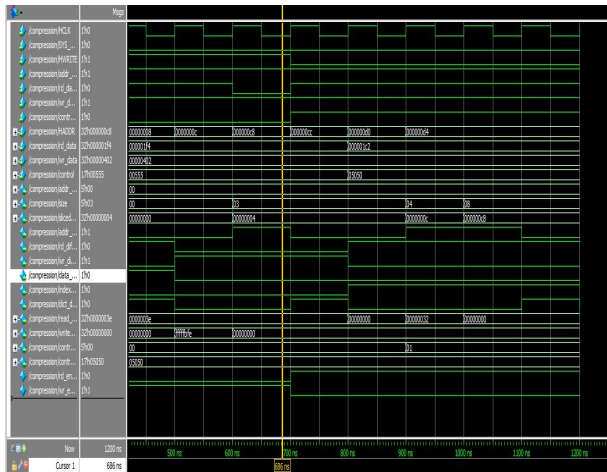 Msgs
/compression/HCLK 1'h0
/compression/SYS_... 1'h0
/compression/HWRITE 1'h1
/compression/addr_... 1'h1
/compression/rd_da... 1'h0
/compression/wr_d... 1'h1
/compression/contr... 1'h0
/compression/HADDR 32'h000000c8 00000008 0000000c 000000c8 000000cc 000000d0 000000d4
/compression/rd_data 32'h000001f4 000001f4 000001c2
/compression/wr_data 32'h00000402 00000402
/compression/control 17'h00555 00555 05050
/compression/addr_... 5'h00 00
/compression/size 5'h03 00 03 04 08
/compression/sliced... 32'h00000004 00000000 00000004 0000000c 000000c8
/compression/addr_... 1'h1
/compression/rd_dif... 1'h0
/compression/wr_di... 1'h1
/compression/data_... 1'h0
/compression/index... 1'h0
/compression/dict_d... 1'h0
/compression/read_... 32'h0000003e 0000003e 00000000 00000032 00000000
/compression/write... 32'h00000000 00000000 fffffbfe 00000000
/compression/contr... 5'h00 00 01
/compression/contr... 17'h05050 05050
/compression/rd_en... 1'h0
/compression/wr_e... 1'h1
Now 1200 ns 500 ns 600 ns 700 ns 800 ns 900 ns 1000 ns 1100 ns 1200 ns
Cursor 1 686 ns 686 ns